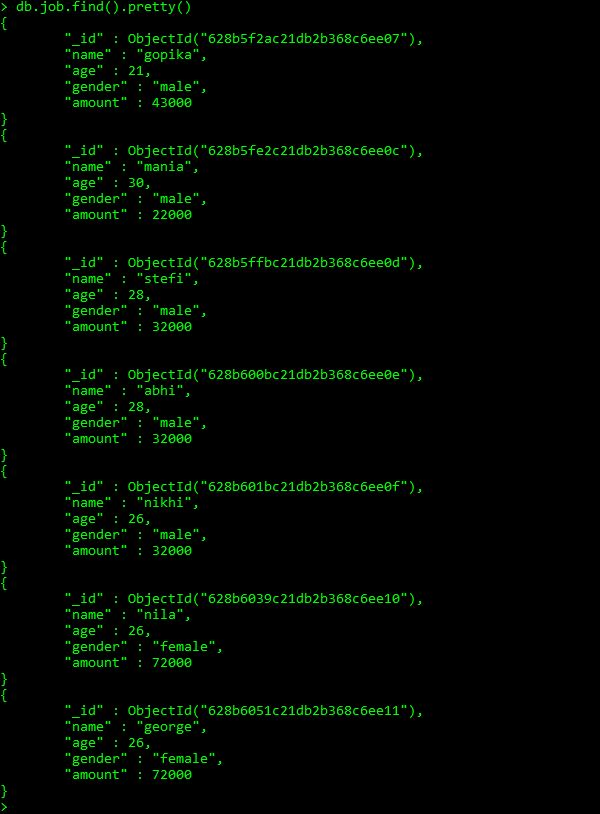 > db.job.find().pretty()
{
        "_id" : ObjectId("628b5f2ac21db2b368c6ee07"),
        "name" : "gopika",
        "age" : 21,
        "gender" : "male",
        "amount" : 43000
}
{
        "_id" : ObjectId("628b5fe2c21db2b368c6ee0c"),
        "name" : "mania",
        "age" : 30,
        "gender" : "male",
        "amount" : 22000
}
{
        "_id" : ObjectId("628b5ffbc21db2b368c6ee0d"),
        "name" : "stefi",
        "age" : 28,
        "gender" : "male",
        "amount" : 32000
}
{
        "_id" : ObjectId("628b600bc21db2b368c6ee0e"),
        "name" : "abhi",
        "age" : 28,
        "gender" : "male",
        "amount" : 32000
}
{
        "_id" : ObjectId("628b601bc21db2b368c6ee0f"),
        "name" : "nikhi",
        "age" : 26,
        "gender" : "male",
        "amount" : 32000
}
{
        "_id" : ObjectId("628b6039c21db2b368c6ee10"),
        "name" : "nila",
        "age" : 26,
        "gender" : "female",
        "amount" : 72000
}
{
        "_id" : ObjectId("628b6051c21db2b368c6ee11"),
        "name" : "george",
        "age" : 26,
        "gender" : "female",
        "amount" : 72000
}
>